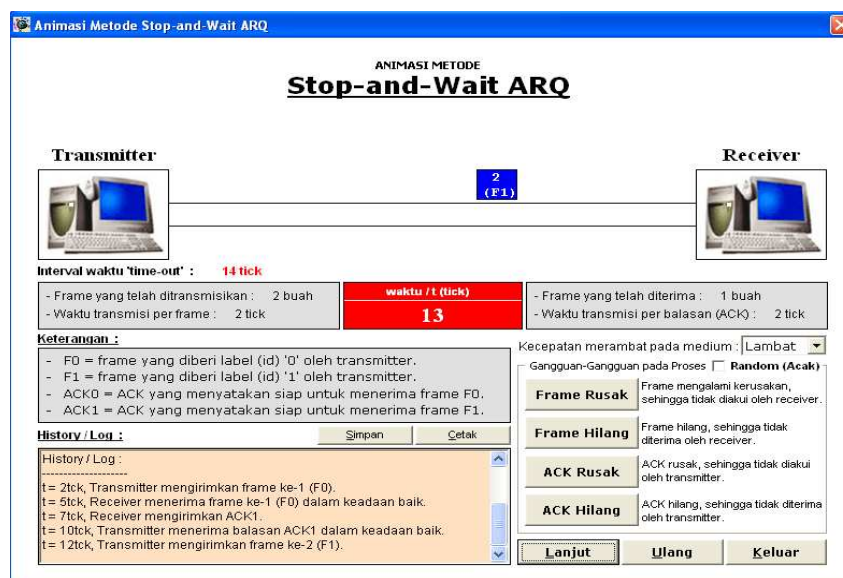 Animasi Metode Stop-and-Wait ARQ
ANIMASI METODE
Stop-and-Wait ARQ
Transmitter
Receiver
2
(F1)
Interval waktu 'time-out' : 14 tick
- Frame yang telah ditransmisikan : 2 buah
- Waktu transmisi per frame : 2 tick
waktu / t (tick)
13
- Frame yang telah diterima : 1 buah
- Waktu transmisi per balasan (ACK) : 2 tick
Keterangan :
- F0 = frame yang diberi label (id) '0' oleh transmitter.
- F1 = frame yang diberi label (id) '1' oleh transmitter.
- ACK0 = ACK yang menyatakan siap untuk menerima frame F0.
- ACK1 = ACK yang menyatakan siap untuk menerima frame F1.
History / Log :
Simpan
Cetak
History / Log :
--------------------
t = 2tck, Transmitter mengirimkan frame ke-1 (F0).
t = 5tck, Receiver menerima frame ke-1 (F0) dalam keadaan baik.
t = 7tck, Receiver mengirimkan ACK1.
t = 10tck, Transmitter menerima balasan ACK1 dalam keadaan baik.
t = 12tck, Transmitter mengirimkan frame ke-2 (F1).
Kecepatan merambat pada medium : Lambat
Gangguan-Gangguan pada Proses
Random (Acak)
Frame Rusak
Frame mengalami kerusakan,
sehingga tidak diakui oleh receiver.
Frame Hilang
Frame hilang, sehingga tidak
diterima oleh receiver.
ACK Rusak
ACK rusak, sehingga tidak diakui
oleh transmitter.
ACK Hilang
ACK hilang, sehingga tidak diterima
oleh transmitter.
Lanjut
Ulang
Keluar